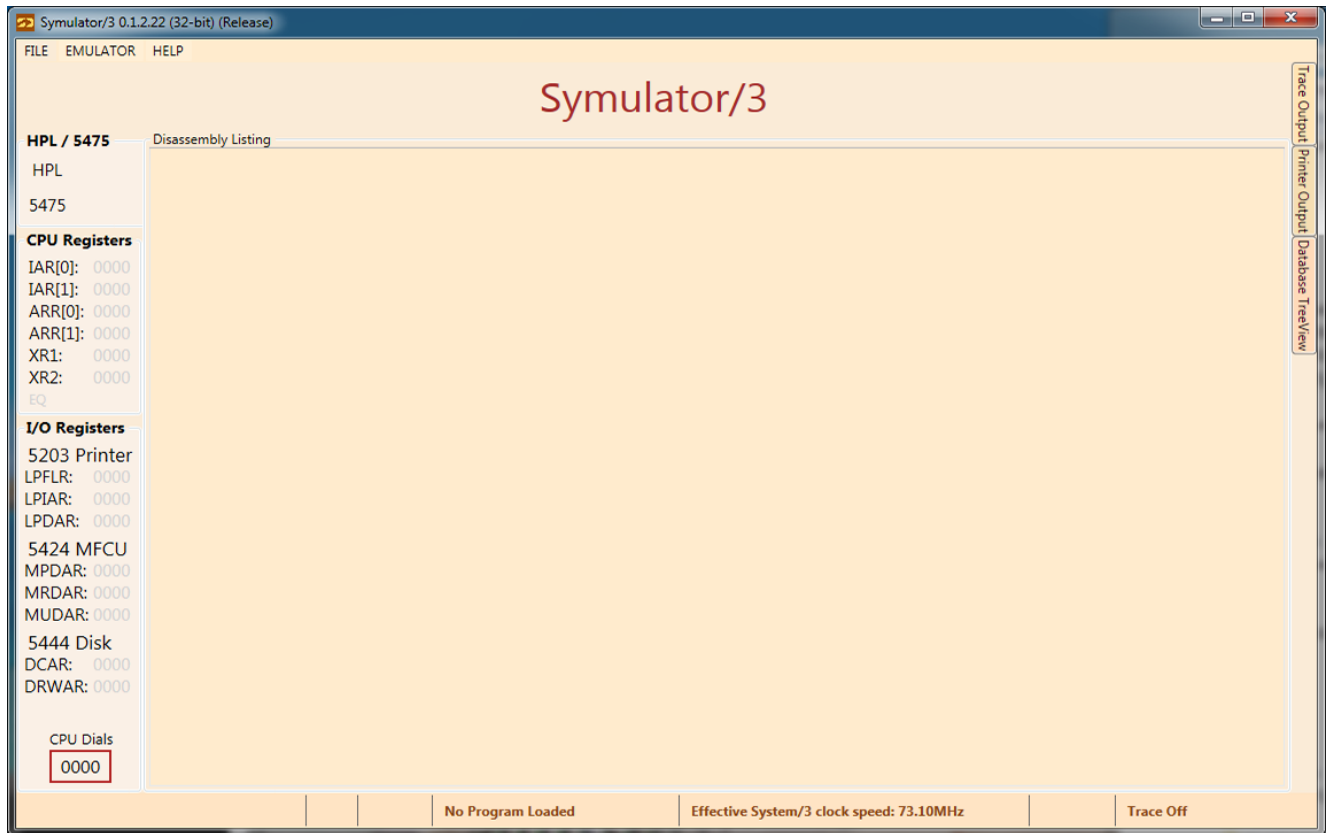 Symulator/3 0.1.2.22 (32-bit) (Release)
FILE EMULATOR HELP
Symulator/3
HPL / 5475
HPL
5475
CPU Registers
IAR[0]: 0000
IAR[1]: 0000
ARR[0]: 0000
ARR[1]: 0000
XR1: 0000
XR2: 0000
EQ
I/O Registers
5203 Printer
LPFLR: 0000
LPIAR: 0000
LPDAR: 0000
5424 MFCU
MPDAR: 0000
MRDAR: 0000
MUDAR: 0000
5444 Disk
DCAR: 0000
DRWAR: 0000
CPU Dials
0000
Disassembly Listing
Trace Output
Printer Output
Database TreeView
No Program Loaded
Effective System/3 clock speed: 73.10MHz
Trace Off